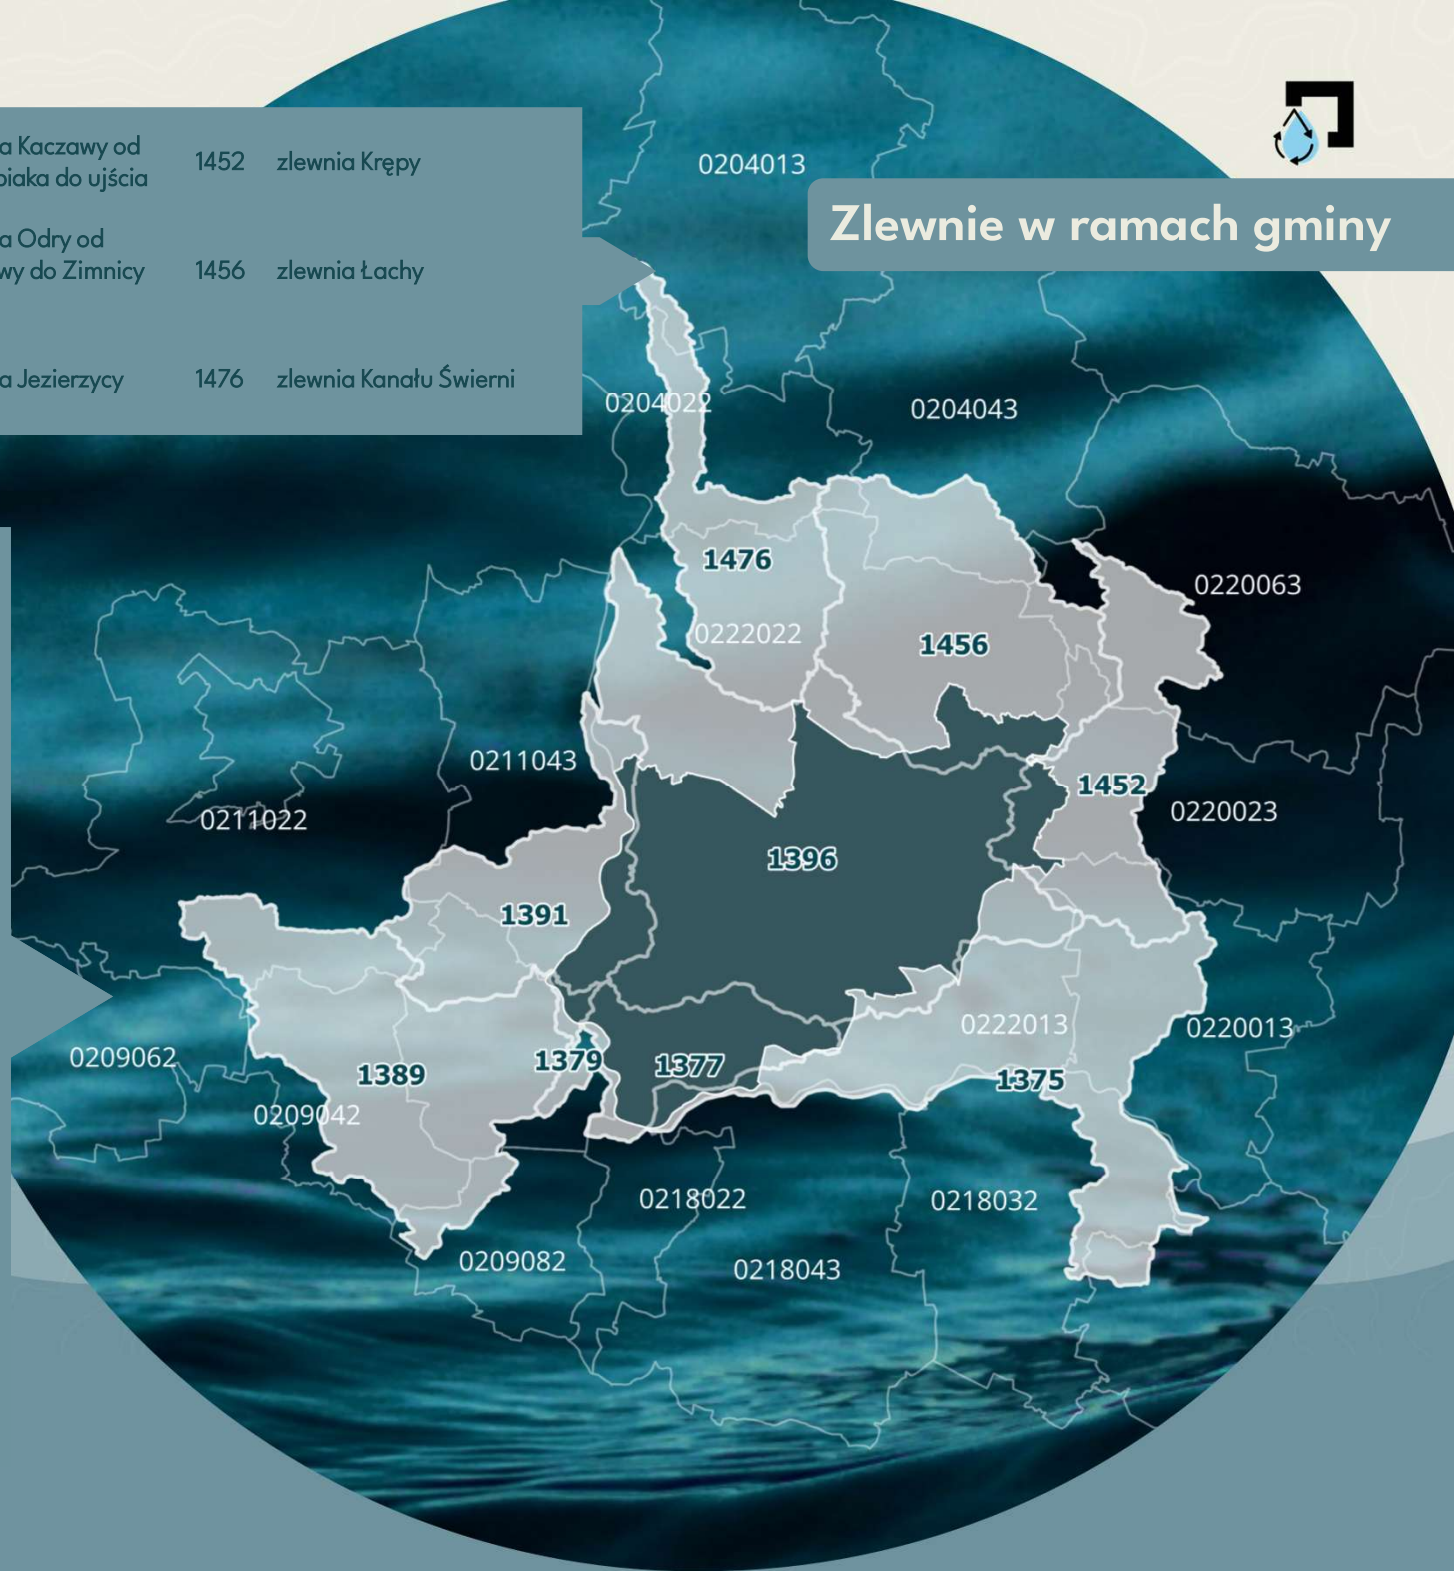 a Kaczawy od
piaka do ujścia
1452 zlewnia Krępy
a Odry od
wy do Zimnicy
1456 zlewnia Łachy
a Jezierzycy
1476 zlewnia Kanału Świerni
Zlewnie w ramach gminy
0204013
0204022
0204043
1476
0220063
0222022
1456
0211043
1452
0211022
0220023
1396
1391
0222013
0220013
0209062
1389
1379
1377
1375
0209042
0218022
0218032
0209082
0218043